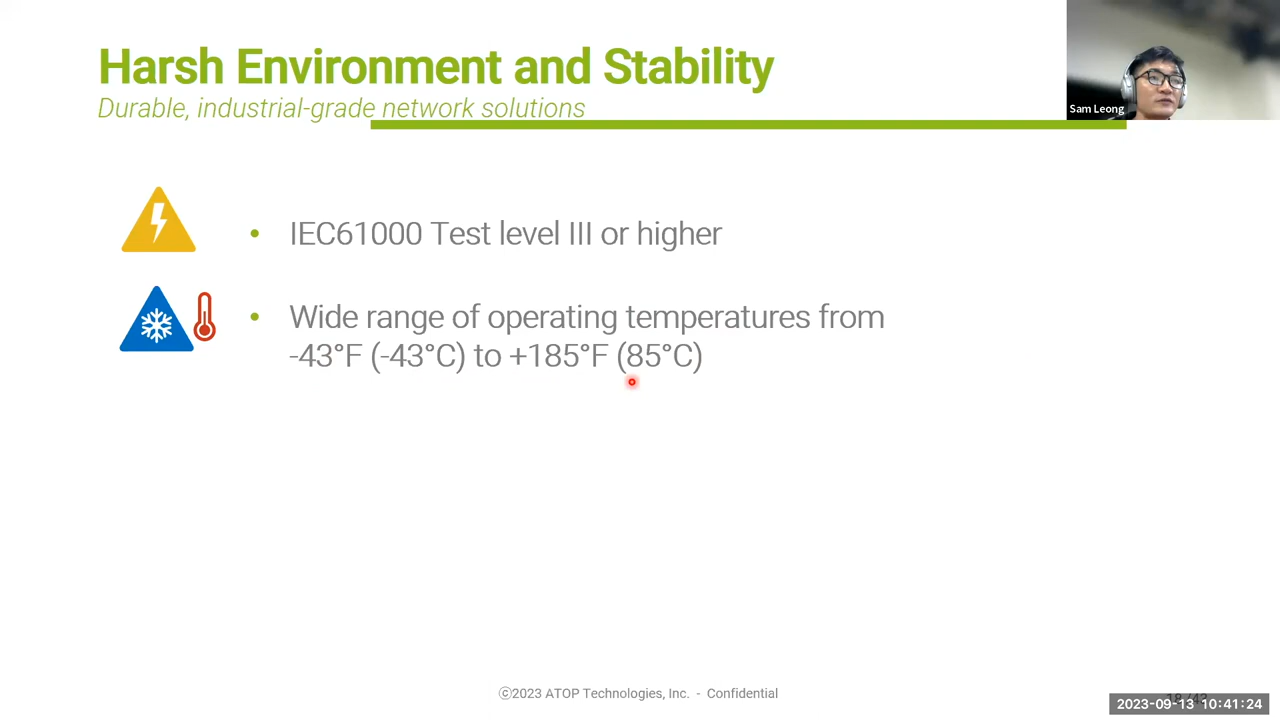 Harsh Environment and Stability
Durable, industrial-grade network solutions
Sam Leong
• IEC61000 Test level III or higher
• Wide range of operating temperatures from
-43°F (-43°C) to +185°F (85°C)
©2023 ATOP Technologies, Inc. - Confidential
2023-09-13 10:41:24